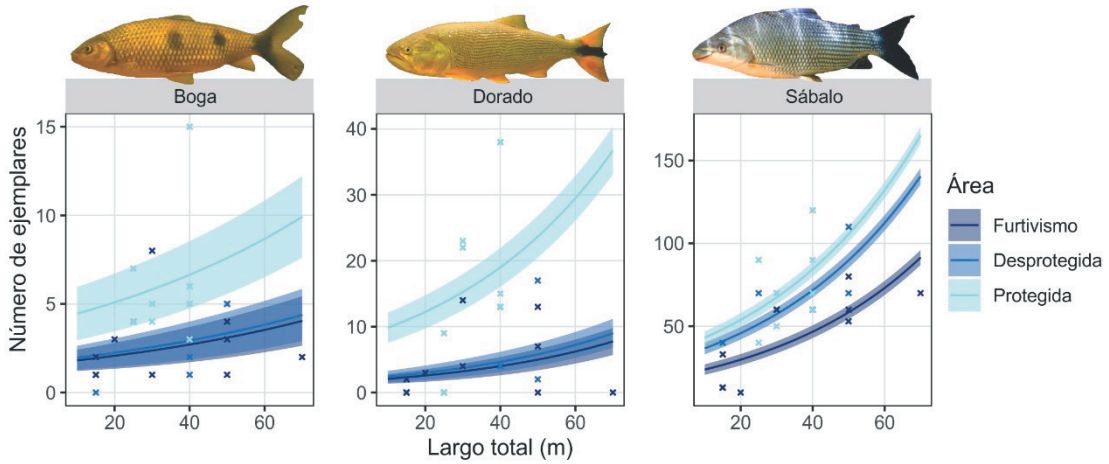 Boga
Dorado
Sábalo
Número de ejemplares
15
10
5
0
20
40
60
40
30
20
10
0
20
40
60
150
100
50
20
40
60
Largo total (m)
Área
Furtivismo
Desprotegida
Protegida